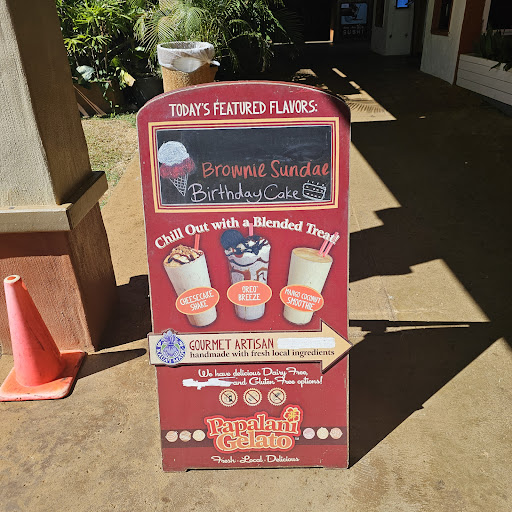 TODAY'S FEATURED FLAVORS:
Brownie Sundae
Birthday Cake
Chill Out with a Blended Treat
CHEESECAKE SHAKE
OREO BREEZE
MANGO COCONUT SMOOTHIE
GOURMET ARTISAN
handmade with fresh local ingredients
We have delicious Dairy Free,
and Gluten Free options!
Papalani
Gelato
Fresh · Local · Delicious